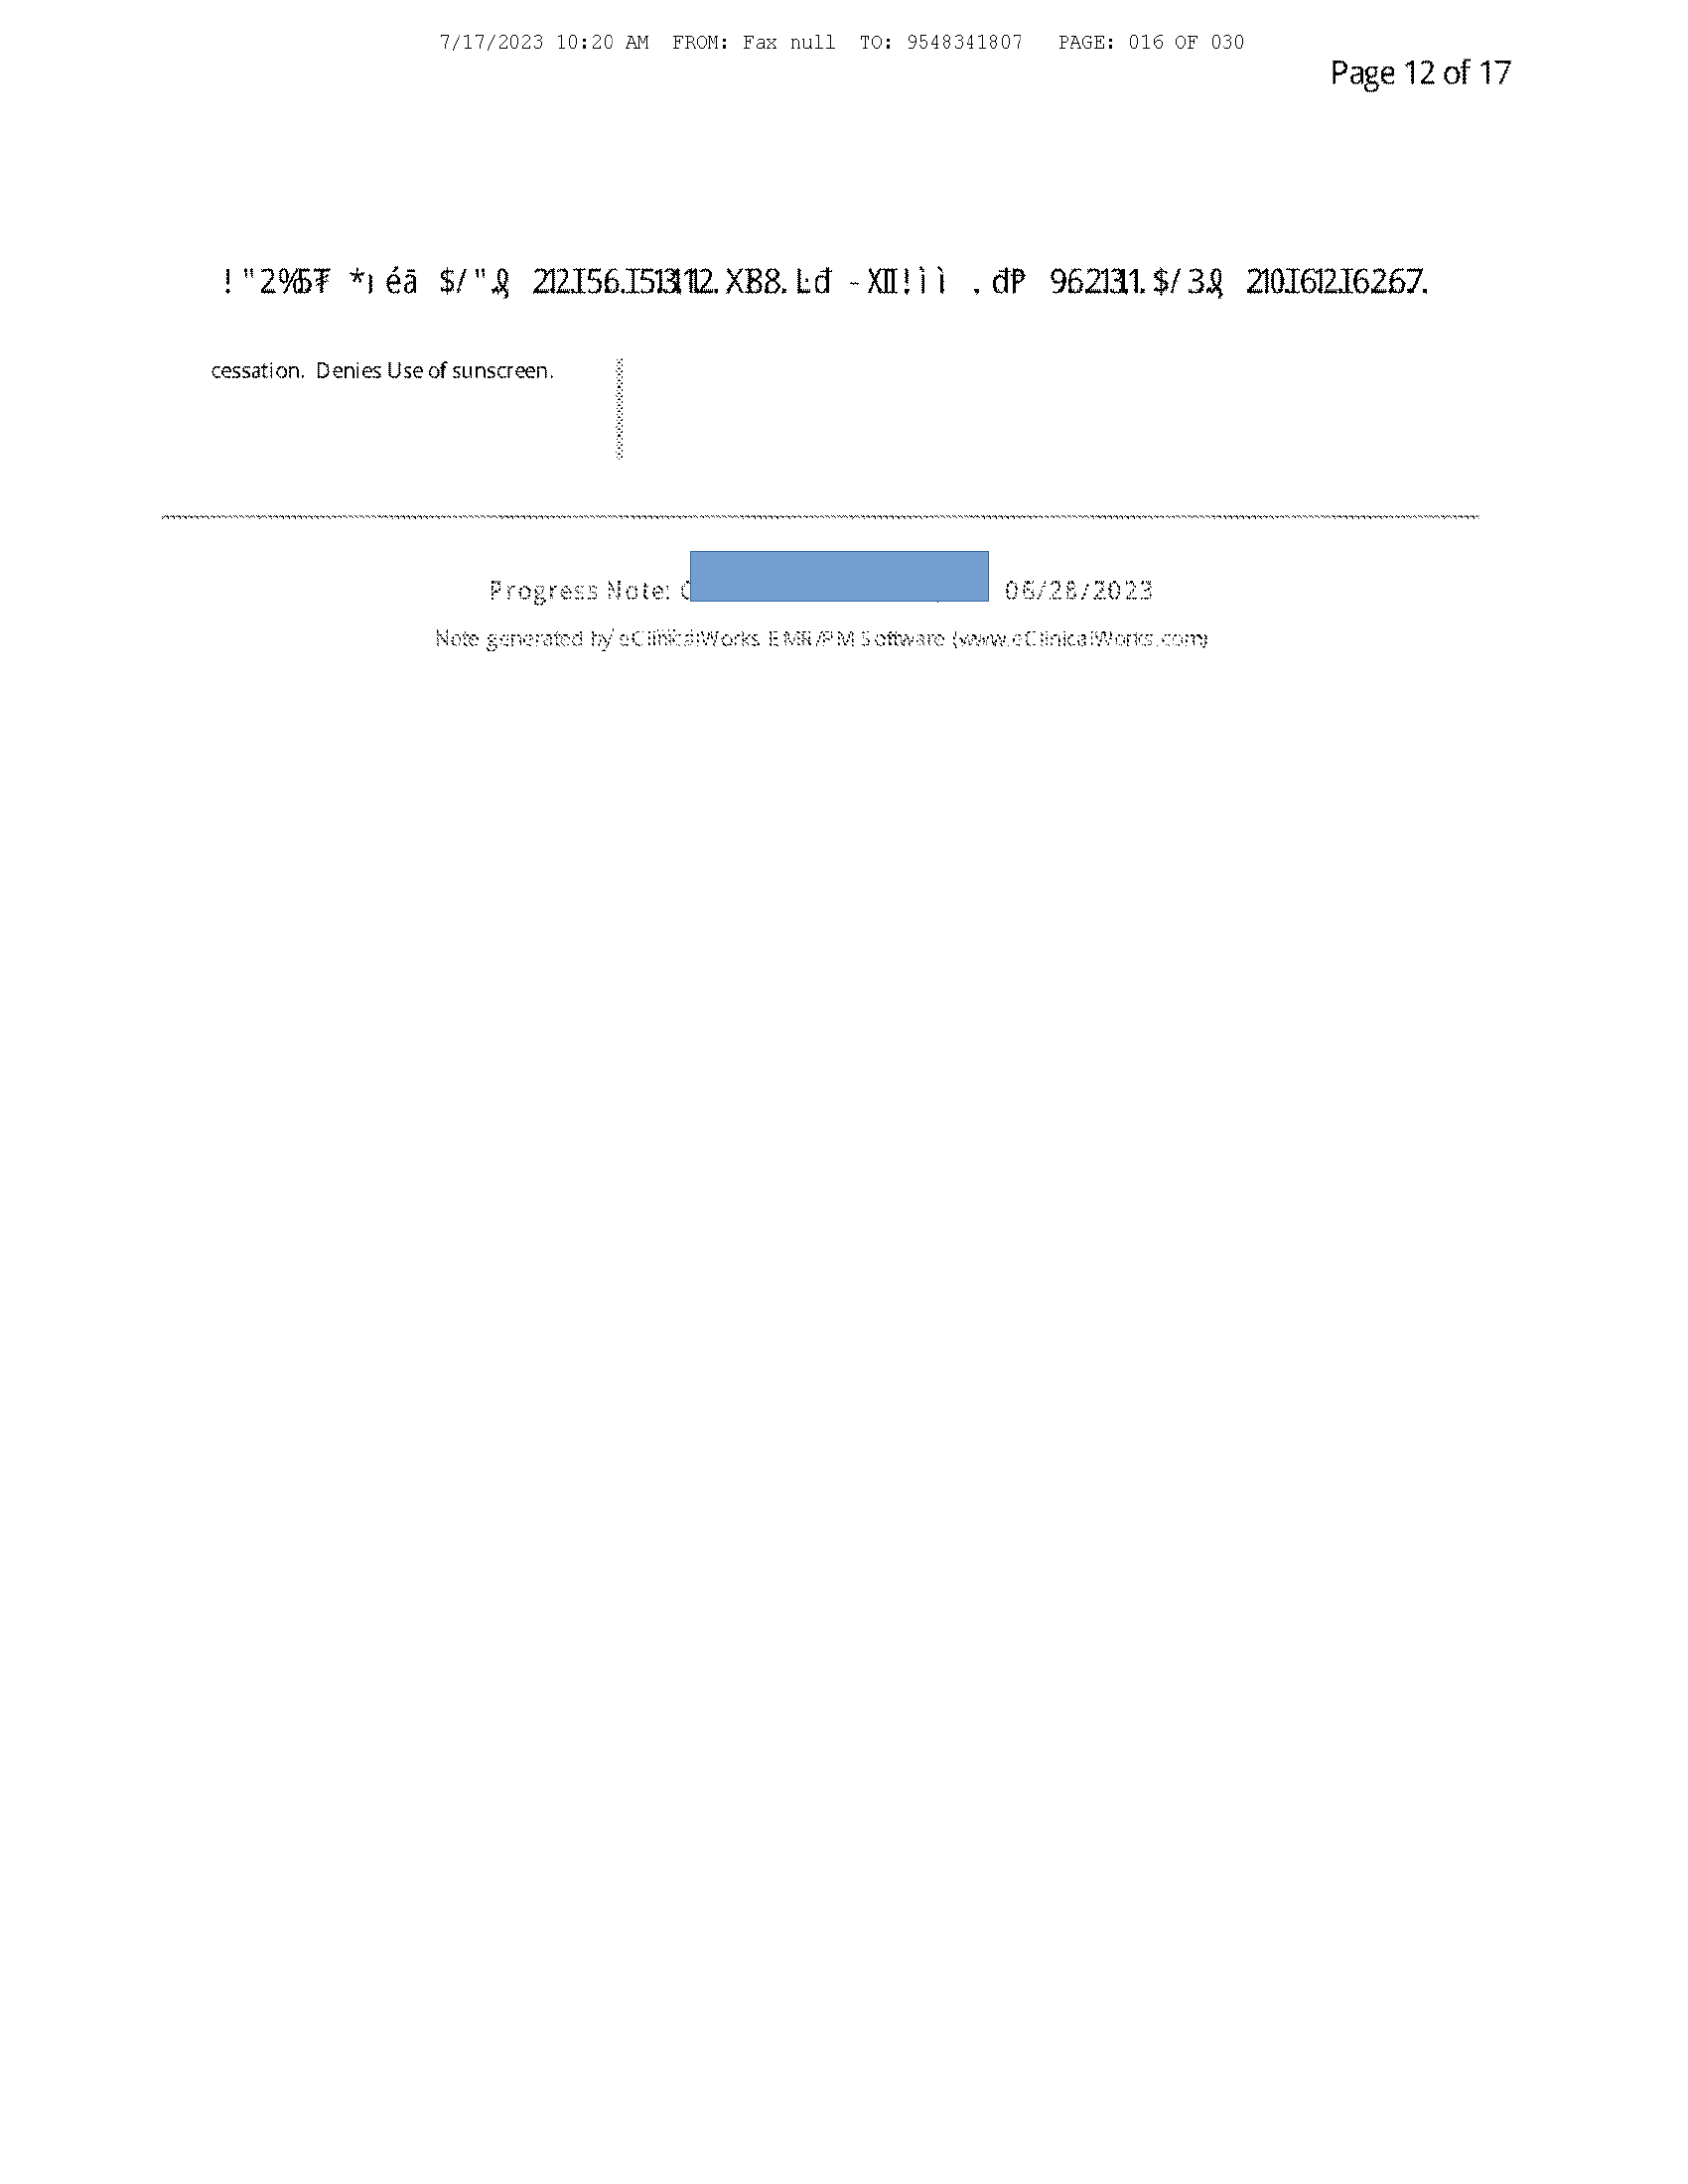 7/17/2023 10:20 AM FROM: Fax null TO: 9548341807 PAGE: 016 OF 030
Page 12 of 17
cessation. Denies Use of sunscreen.
Progress Note: 06/28/2023
Note generated by eClinicalWorks EMR/PM Software (www.eClinicalWorks.com)